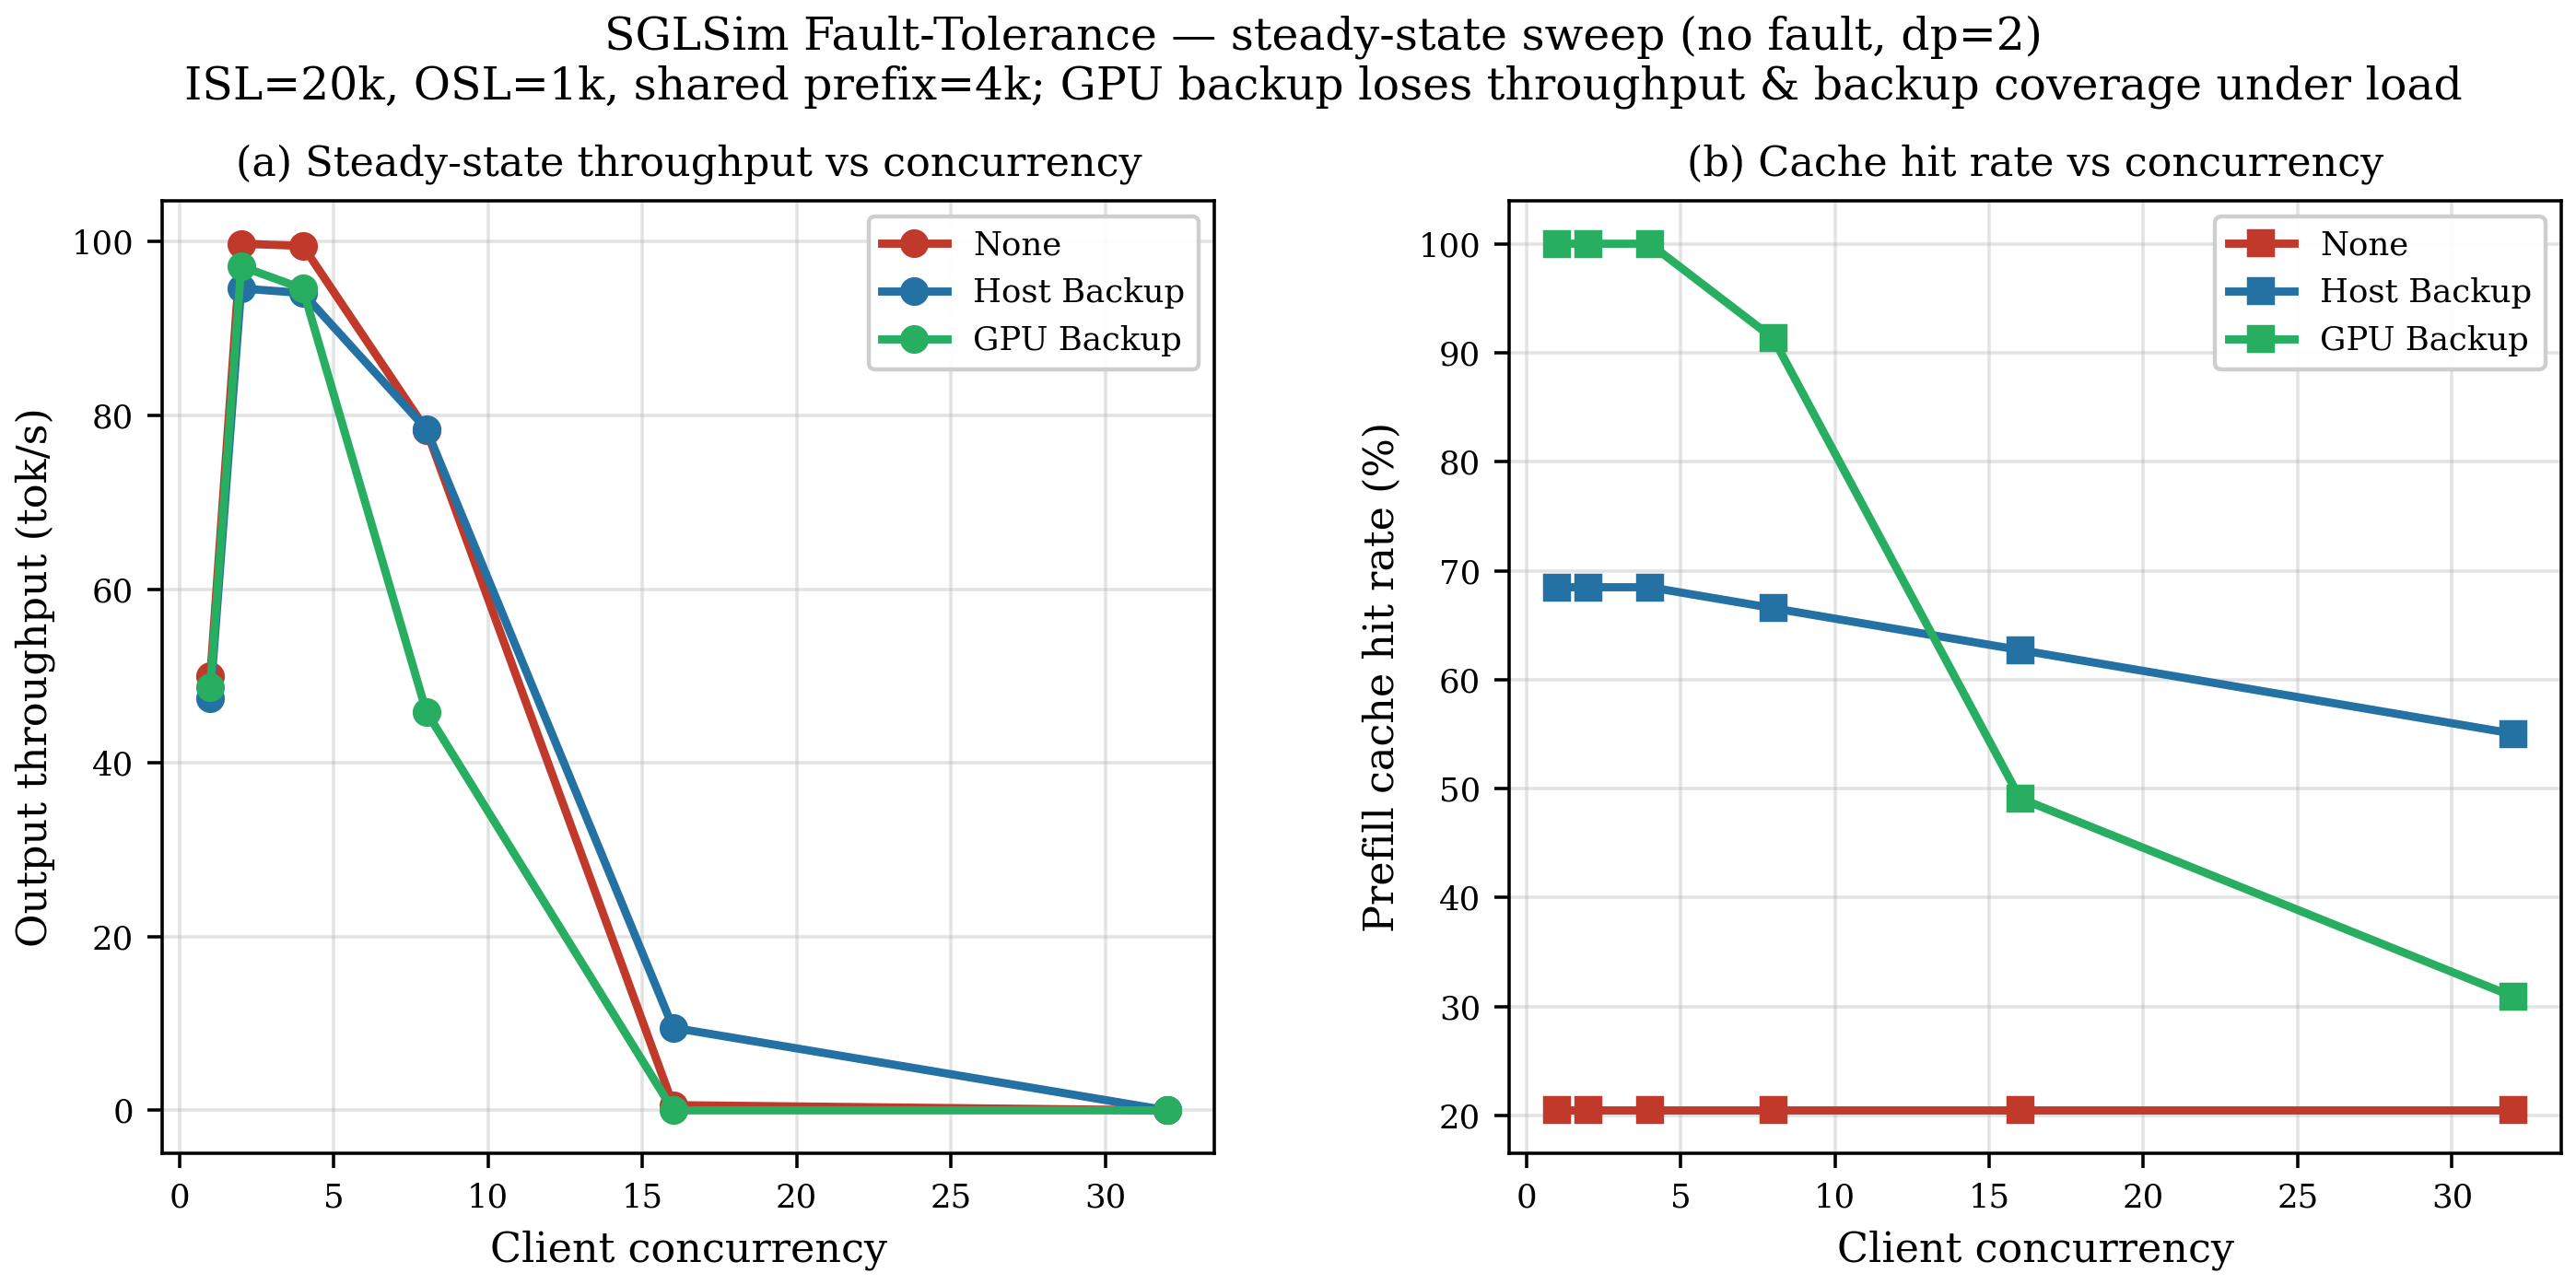 SGLSim Fault-Tolerance — steady-state sweep (no fault, dp=2)
ISL=20k, OSL=1k, shared prefix=4k; GPU backup loses throughput & backup coverage under load
(a) Steady-state throughput vs concurrency
Output throughput (tok/s)
100
80
60
40
20
0
None
Host Backup
GPU Backup
0 5 10 15 20 25 30
Client concurrency
(b) Cache hit rate vs concurrency
Prefill cache hit rate (%)
100
90
80
70
60
50
40
30
20
None
Host Backup
GPU Backup
0 5 10 15 20 25 30
Client concurrency